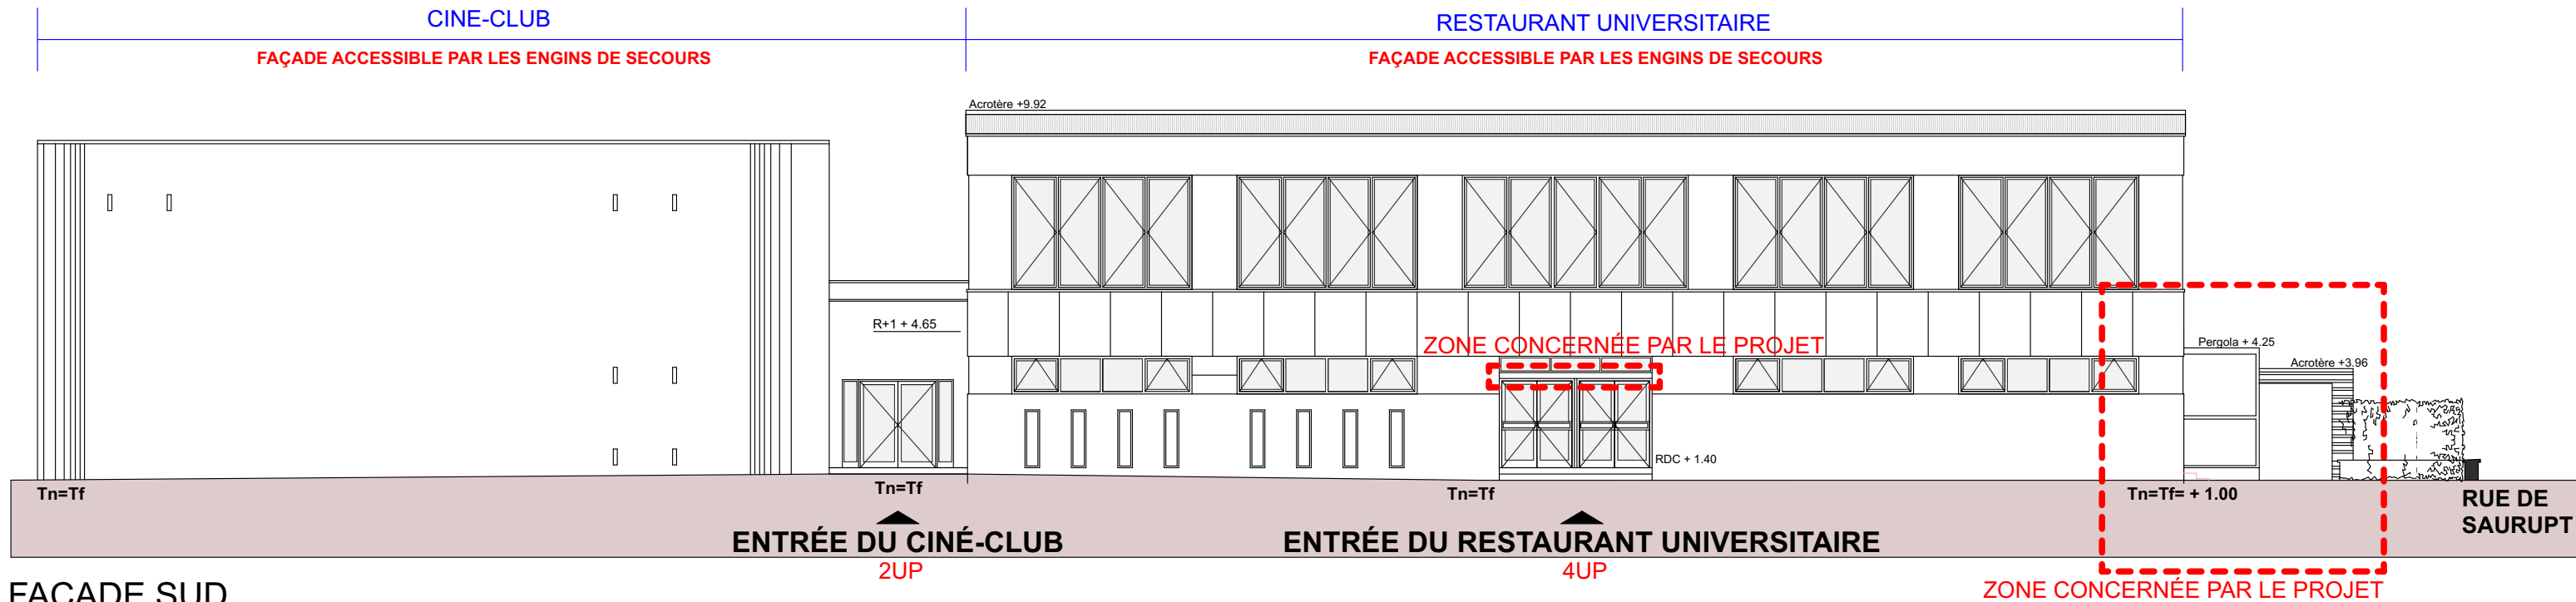 CINE-CLUB
RESTAURANT UNIVERSITAIRE
FAÇADE ACCESSIBLE PAR LES ENGINS DE SECOURS
FAÇADE ACCESSIBLE PAR LES ENGINS DE SECOURS
Acrotère +9.92
R+1 + 4.65
ZONE CONCERNÉE PAR LE PROJET
Pergola + 4.25
Acrotère +3.96
RDC + 1.40
Tn=Tf
Tn=Tf
Tn=Tf
Tn=Tf= + 1.00
RUE DE
SAURUPT
ENTRÉE DU CINÉ-CLUB
ENTRÉE DU RESTAURANT UNIVERSITAIRE
2UP
4UP
ZONE CONCERNÉE PAR LE PROJET
FAÇADE SUD